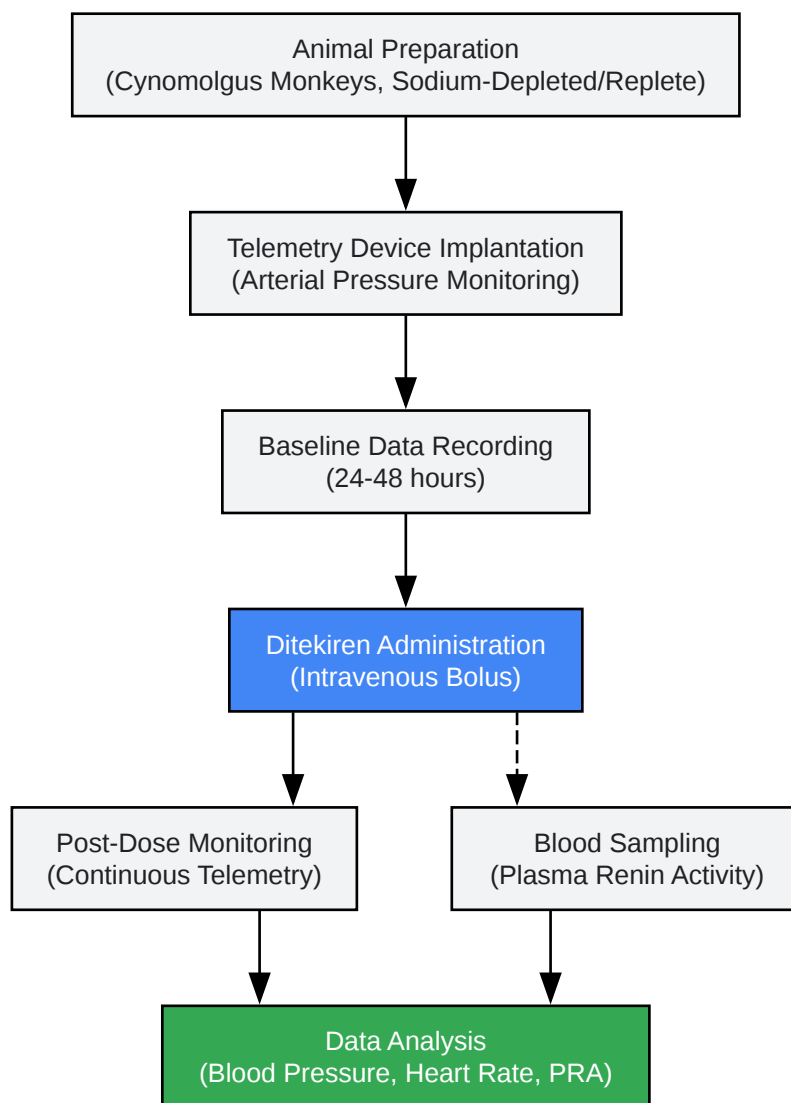 Animal Preparation
(Cynomolgus Monkeys, Sodium-Depleted/Replete)
Telemetry Device Implantation
(Arterial Pressure Monitoring)
Baseline Data Recording
(24-48 hours)
Ditekiren Administration
(Intravenous Bolus)
Post-Dose Monitoring
(Continuous Telemetry)
Blood Sampling
(Plasma Renin Activity)
Data Analysis
(Blood Pressure, Heart Rate, PRA)